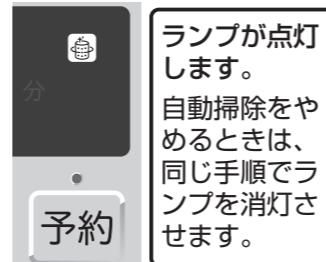 分
予約
ランプが点灯
します。
自動掃除をや
めるときは、
同じ手順でラ
ンプを消灯さ
せます。